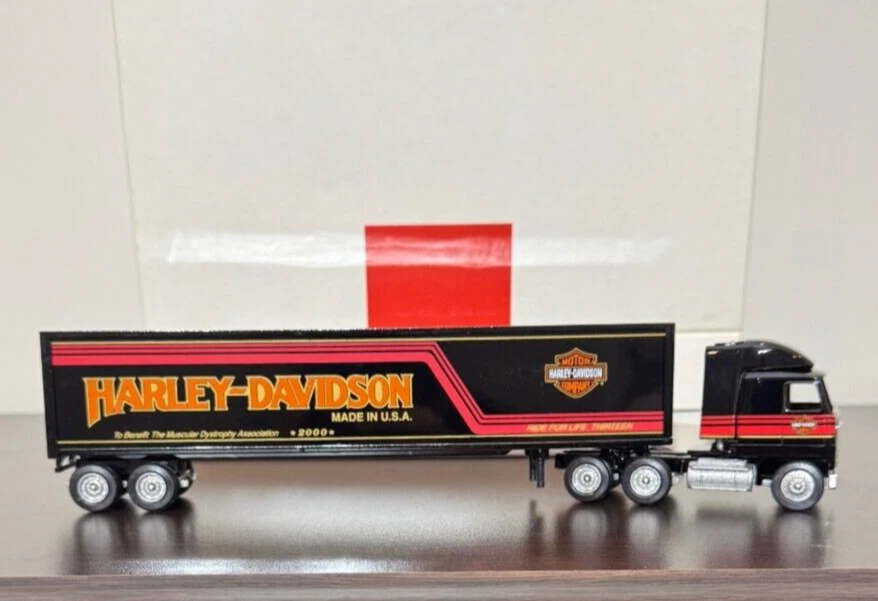 HARLEY-DAVIDSON
MADE IN U.S.A.
To Benefit The Muscular Dystrophy Association ★2000★
MOTOR
HARLEY-DAVIDSON
COMPANY
RIDE FOR LIFE THIRTEEN